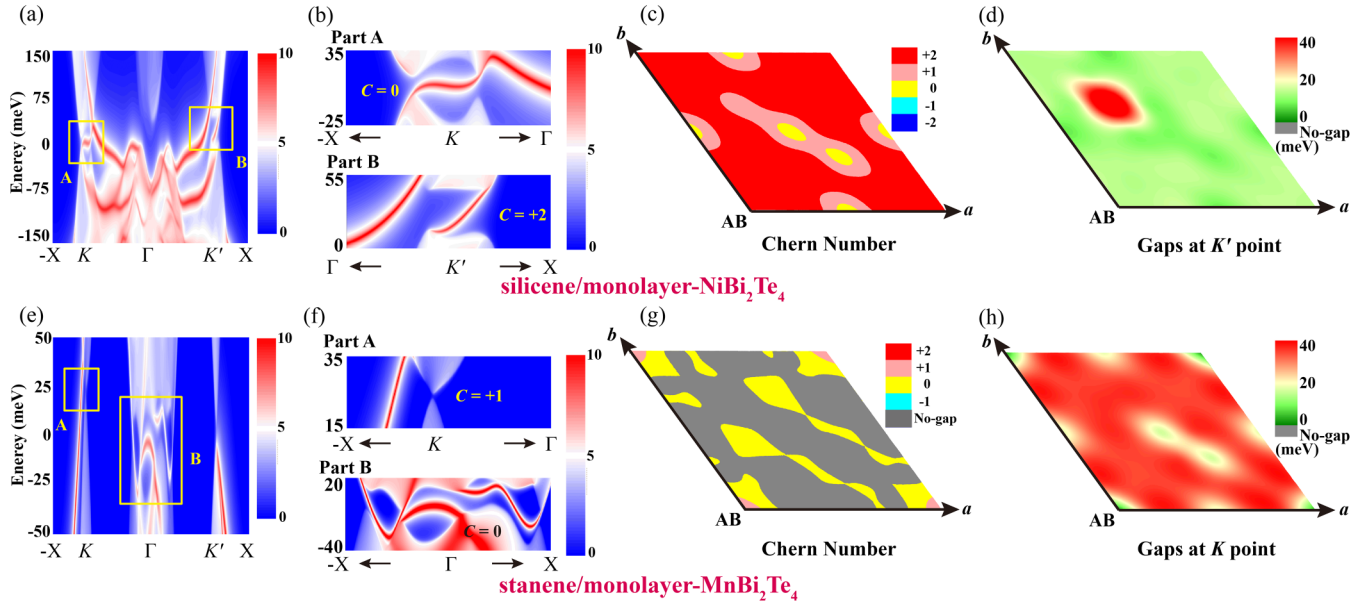 (a)
Enerey (meV)
150
75
0
-75
-150
A
B
-X K Γ K′ X
10
5
0
(b)
Part A
35
-25
C = 0
-X K Γ
Part B
55
0
C = +2
Γ K′ X
10
5
0
(c)
b
AB
a
Chern Number
+2
+1
0
-1
-2
(d)
b
AB
a
Gaps at K′ point
40
20
0
No-gap
(meV)
silicene/monolayer-NiBi₂Te₄
(e)
Enerey (meV)
50
25
0
-25
-50
A
B
-X K Γ K′ X
10
5
0
(f)
Part A
35
15
C = +1
-X K Γ
Part B
20
-40
C = 0
-X Γ X
10
5
0
(g)
b
AB
a
Chern Number
+2
+1
0
-1
No-gap
(h)
b
AB
a
Gaps at K point
40
20
0
No-gap
(meV)
stanene/monolayer-MnBi₂Te₄